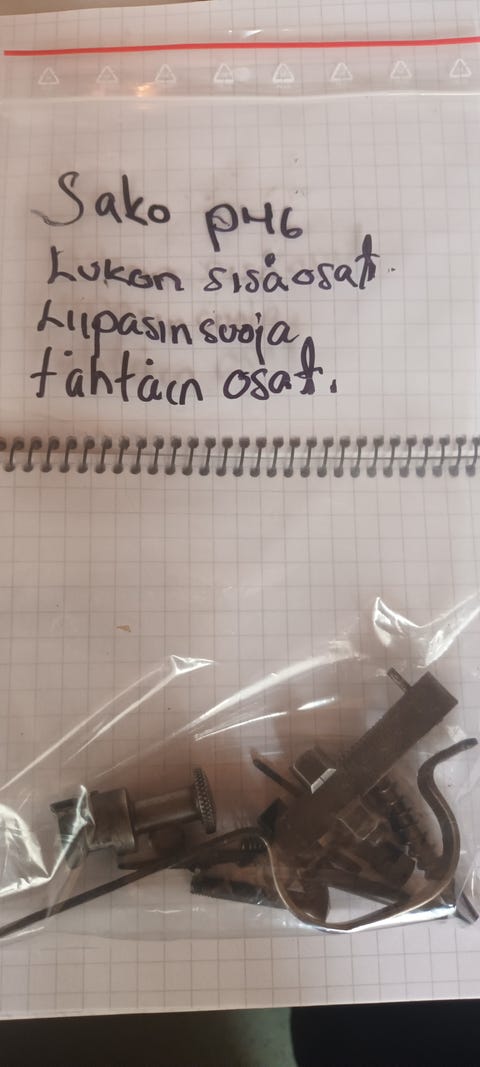 Sako p46
Lukon sisäosat.
Liipasinsuoja
tähtäin osat.